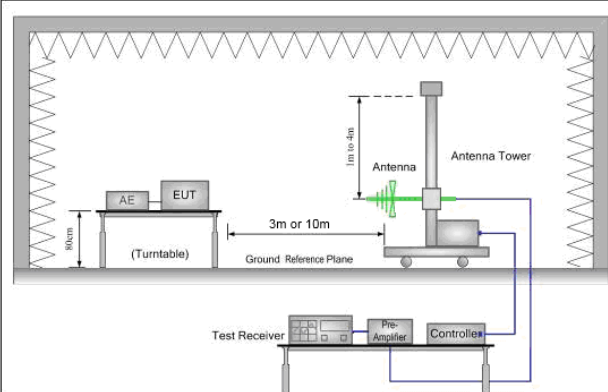 1m to 4m
Antenna
Antenna Tower
AE
EUT
80cm
(Turntable)
3m or 10m
Ground Reference Plane
Test Receiver
Pre-
Amplifier
Controller